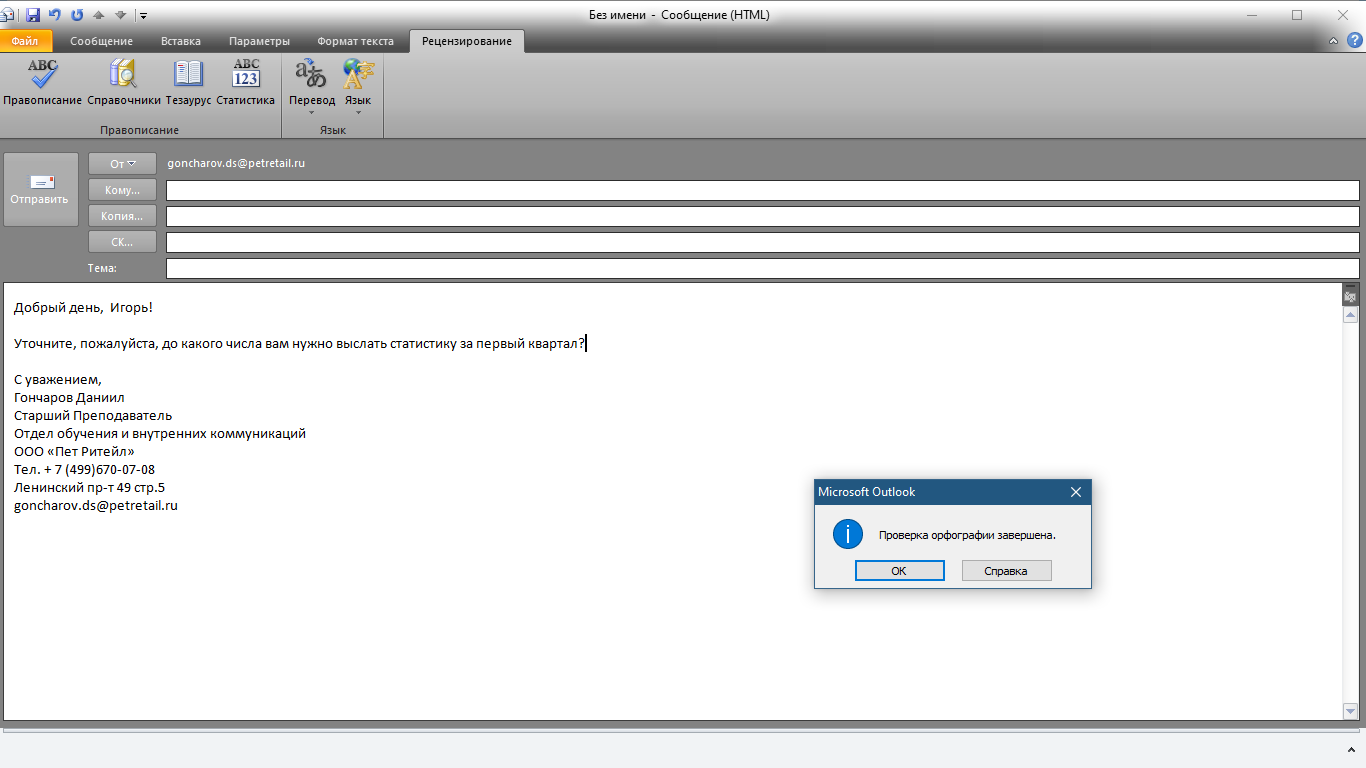 Без имени - Сообщение (HTML)
Файл Сообщение Вставка Параметры Формат текста Рецензирование
ABC ABC 123
Правописание Справочники Тезаурус Статистика Перевод Язык
Правописание Язык
Отправить
От goncharov.ds@petretail.ru
Кому...
Копия...
СК...
Тема:
Добрый день,  Игорь!
Уточните, пожалуйста, до какого числа вам нужно выслать статистику за первый квартал?
С уважением,
Гончаров Даниил
Старший Преподаватель
Отдел обучения и внутренних коммуникаций
ООО «Пет Ритейл»
Тел. + 7 (499)670-07-08
Ленинский пр-т 49 стр.5
goncharov.ds@petretail.ru
Microsoft Outlook
Проверка орфографии завершена.
ОК Справка